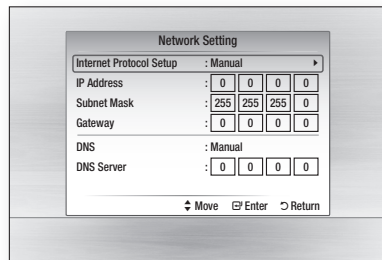 Network Setting
Internet Protocol Setup : Manual
IP Address : 0 0 0 0
Subnet Mask : 255 255 255 0
Gateway : 0 0 0 0
DNS : Manual
DNS Server : 0 0 0 0
Move Enter Return